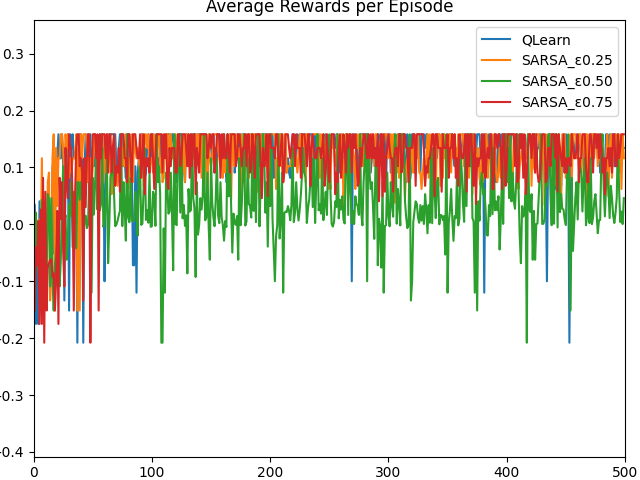 Average Rewards per Episode
QLearn
SARSA_ε0.25
SARSA_ε0.50
SARSA_ε0.75
0.3
0.2
0.1
0.0
-0.1
-0.2
-0.3
-0.4
0 100 200 300 400 500